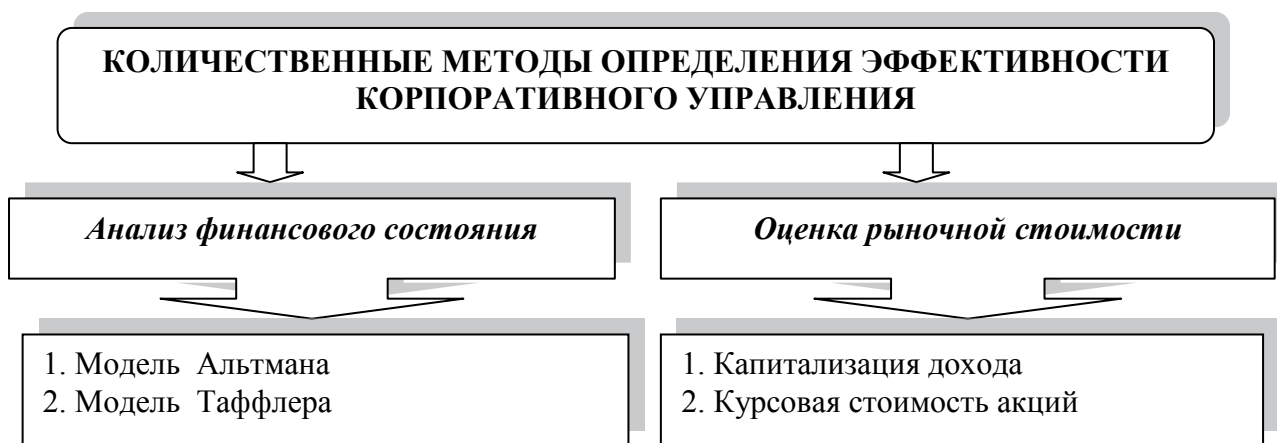 КОЛИЧЕСТВЕННЫЕ МЕТОДЫ ОПРЕДЕЛЕНИЯ ЭФФЕКТИВНОСТИ
КОРПОРАТИВНОГО УПРАВЛЕНИЯ
Анализ финансового состояния
Оценка рыночной стоимости
1. Модель Альтмана
2. Модель Таффлера
1. Капитализация дохода
2. Курсовая стоимость акций